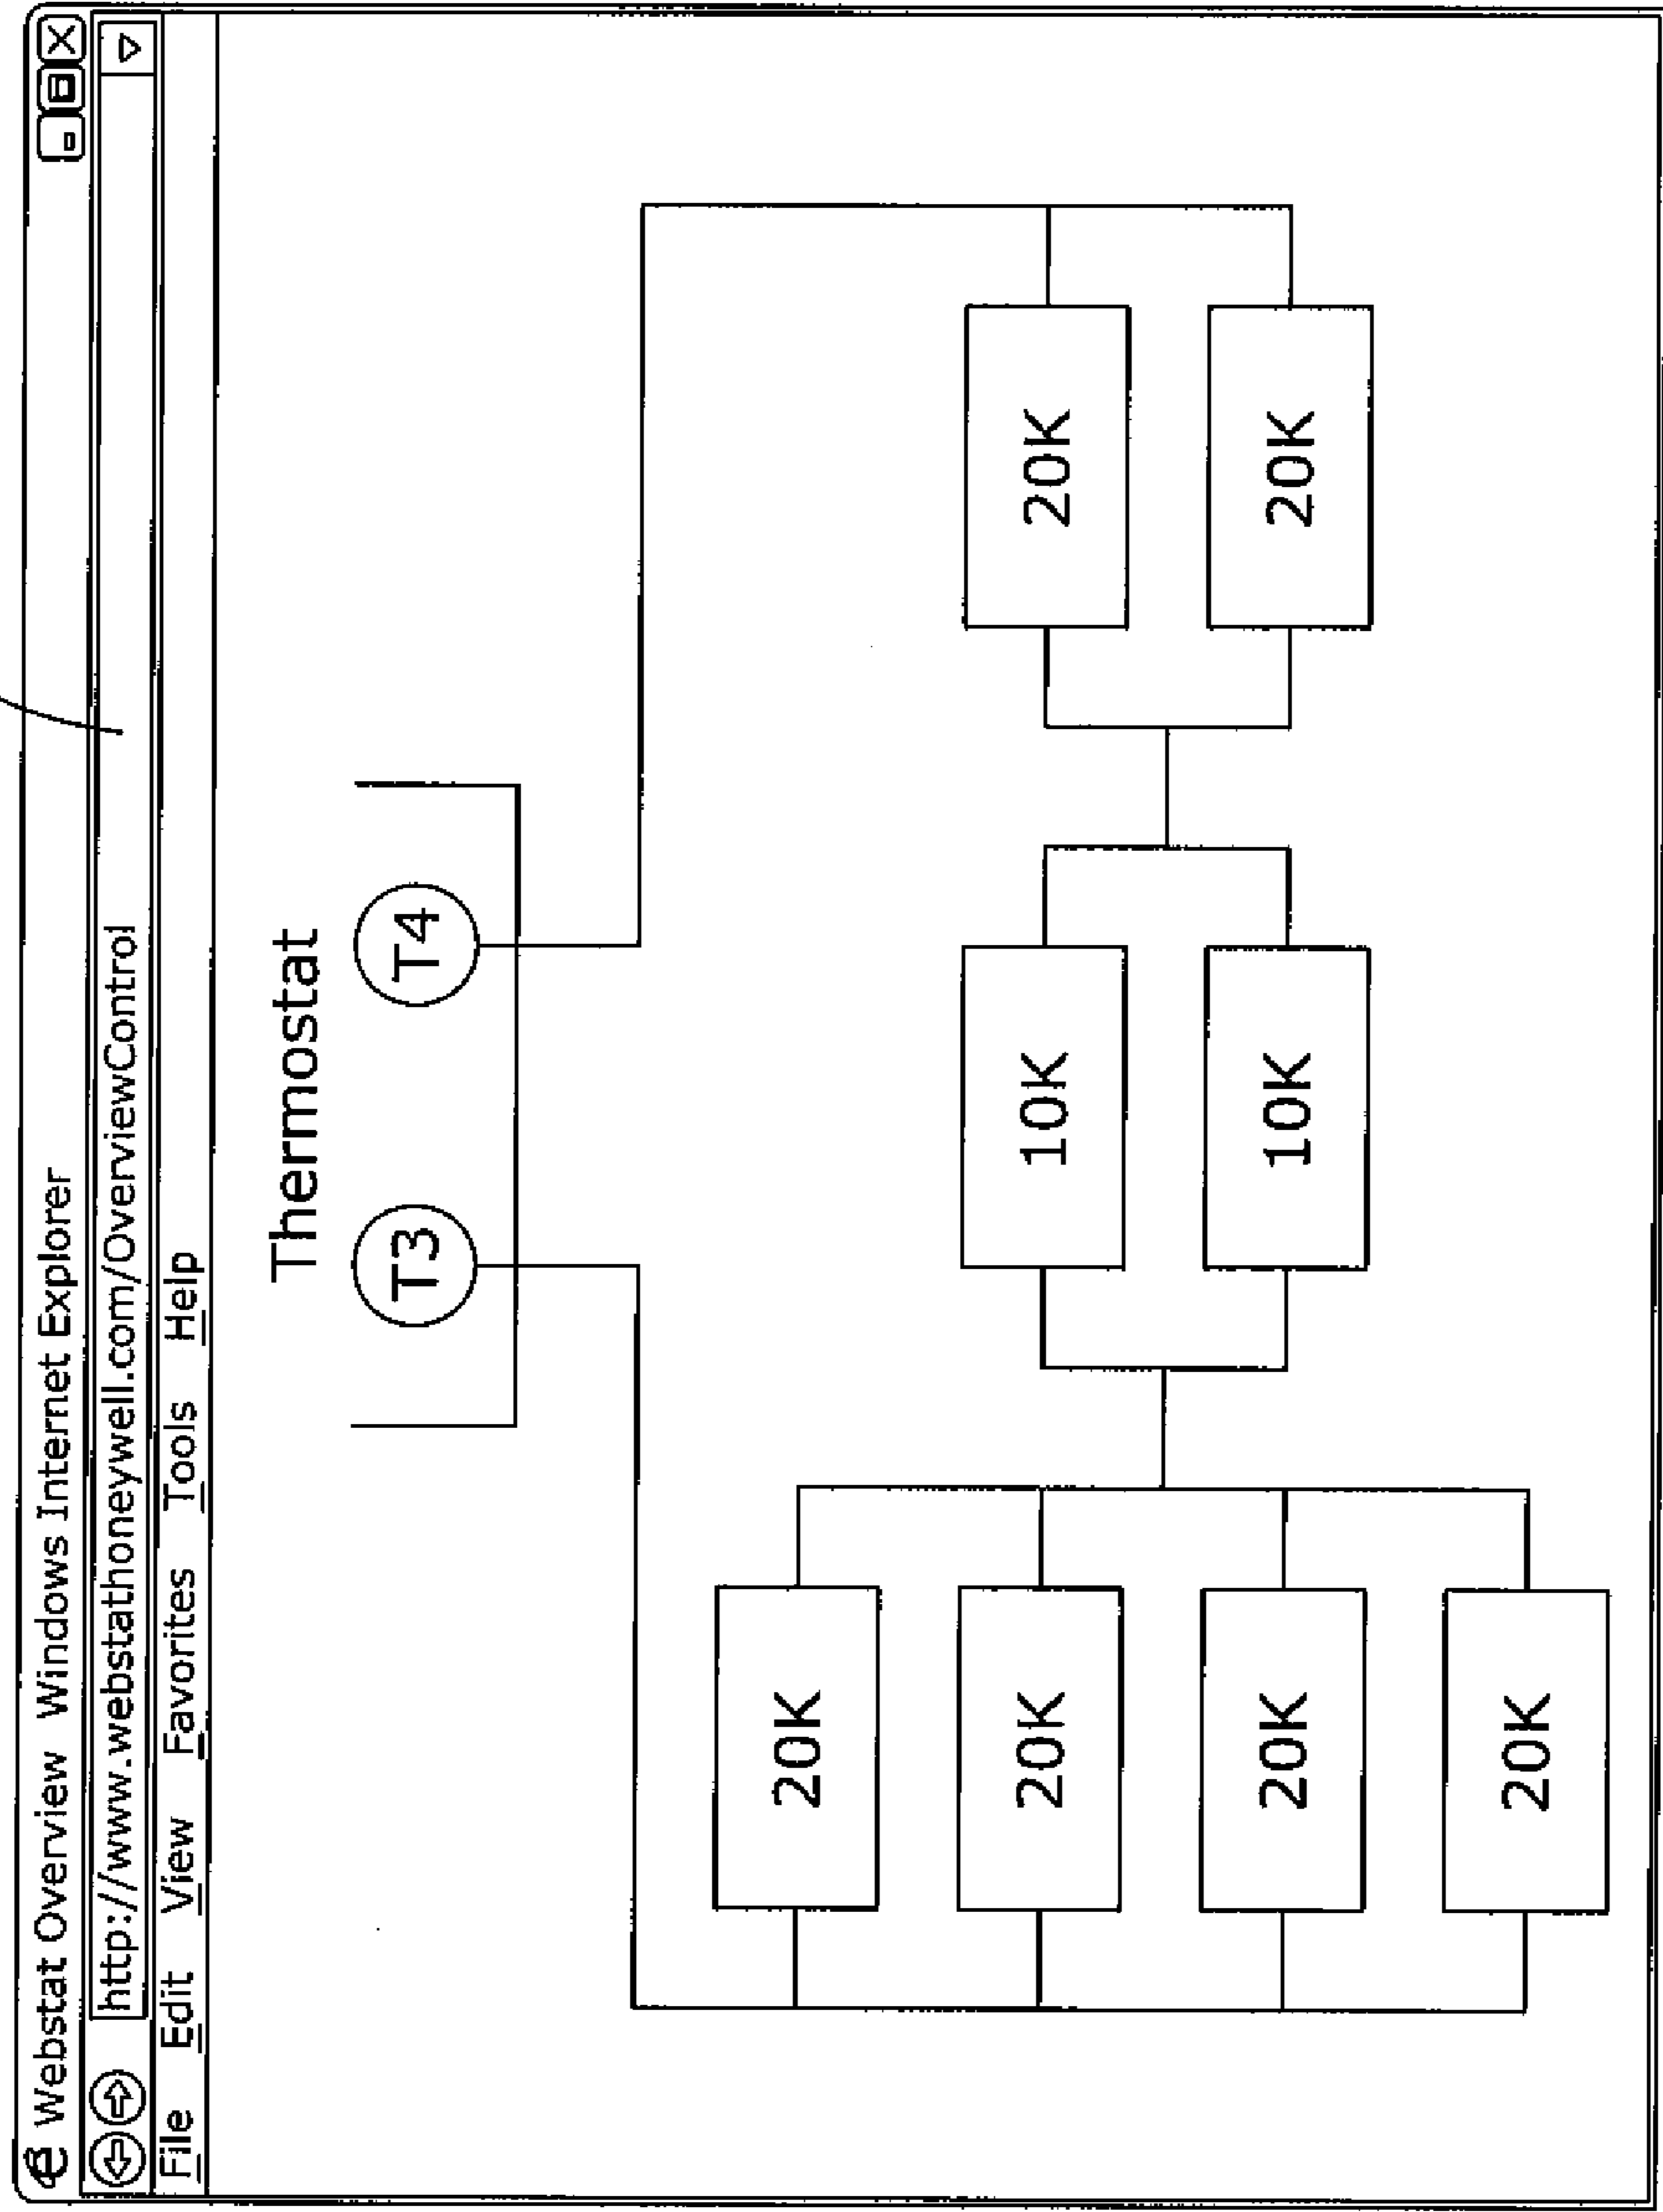 Webstat Overview Windows Internet Explorer
http://www.webstathoneywell.com/OverviewControl
File Edit View Favorites Tools Help
Thermostat
T3 T4
20K
20K 10K 20K
20K 10K 20K
20K